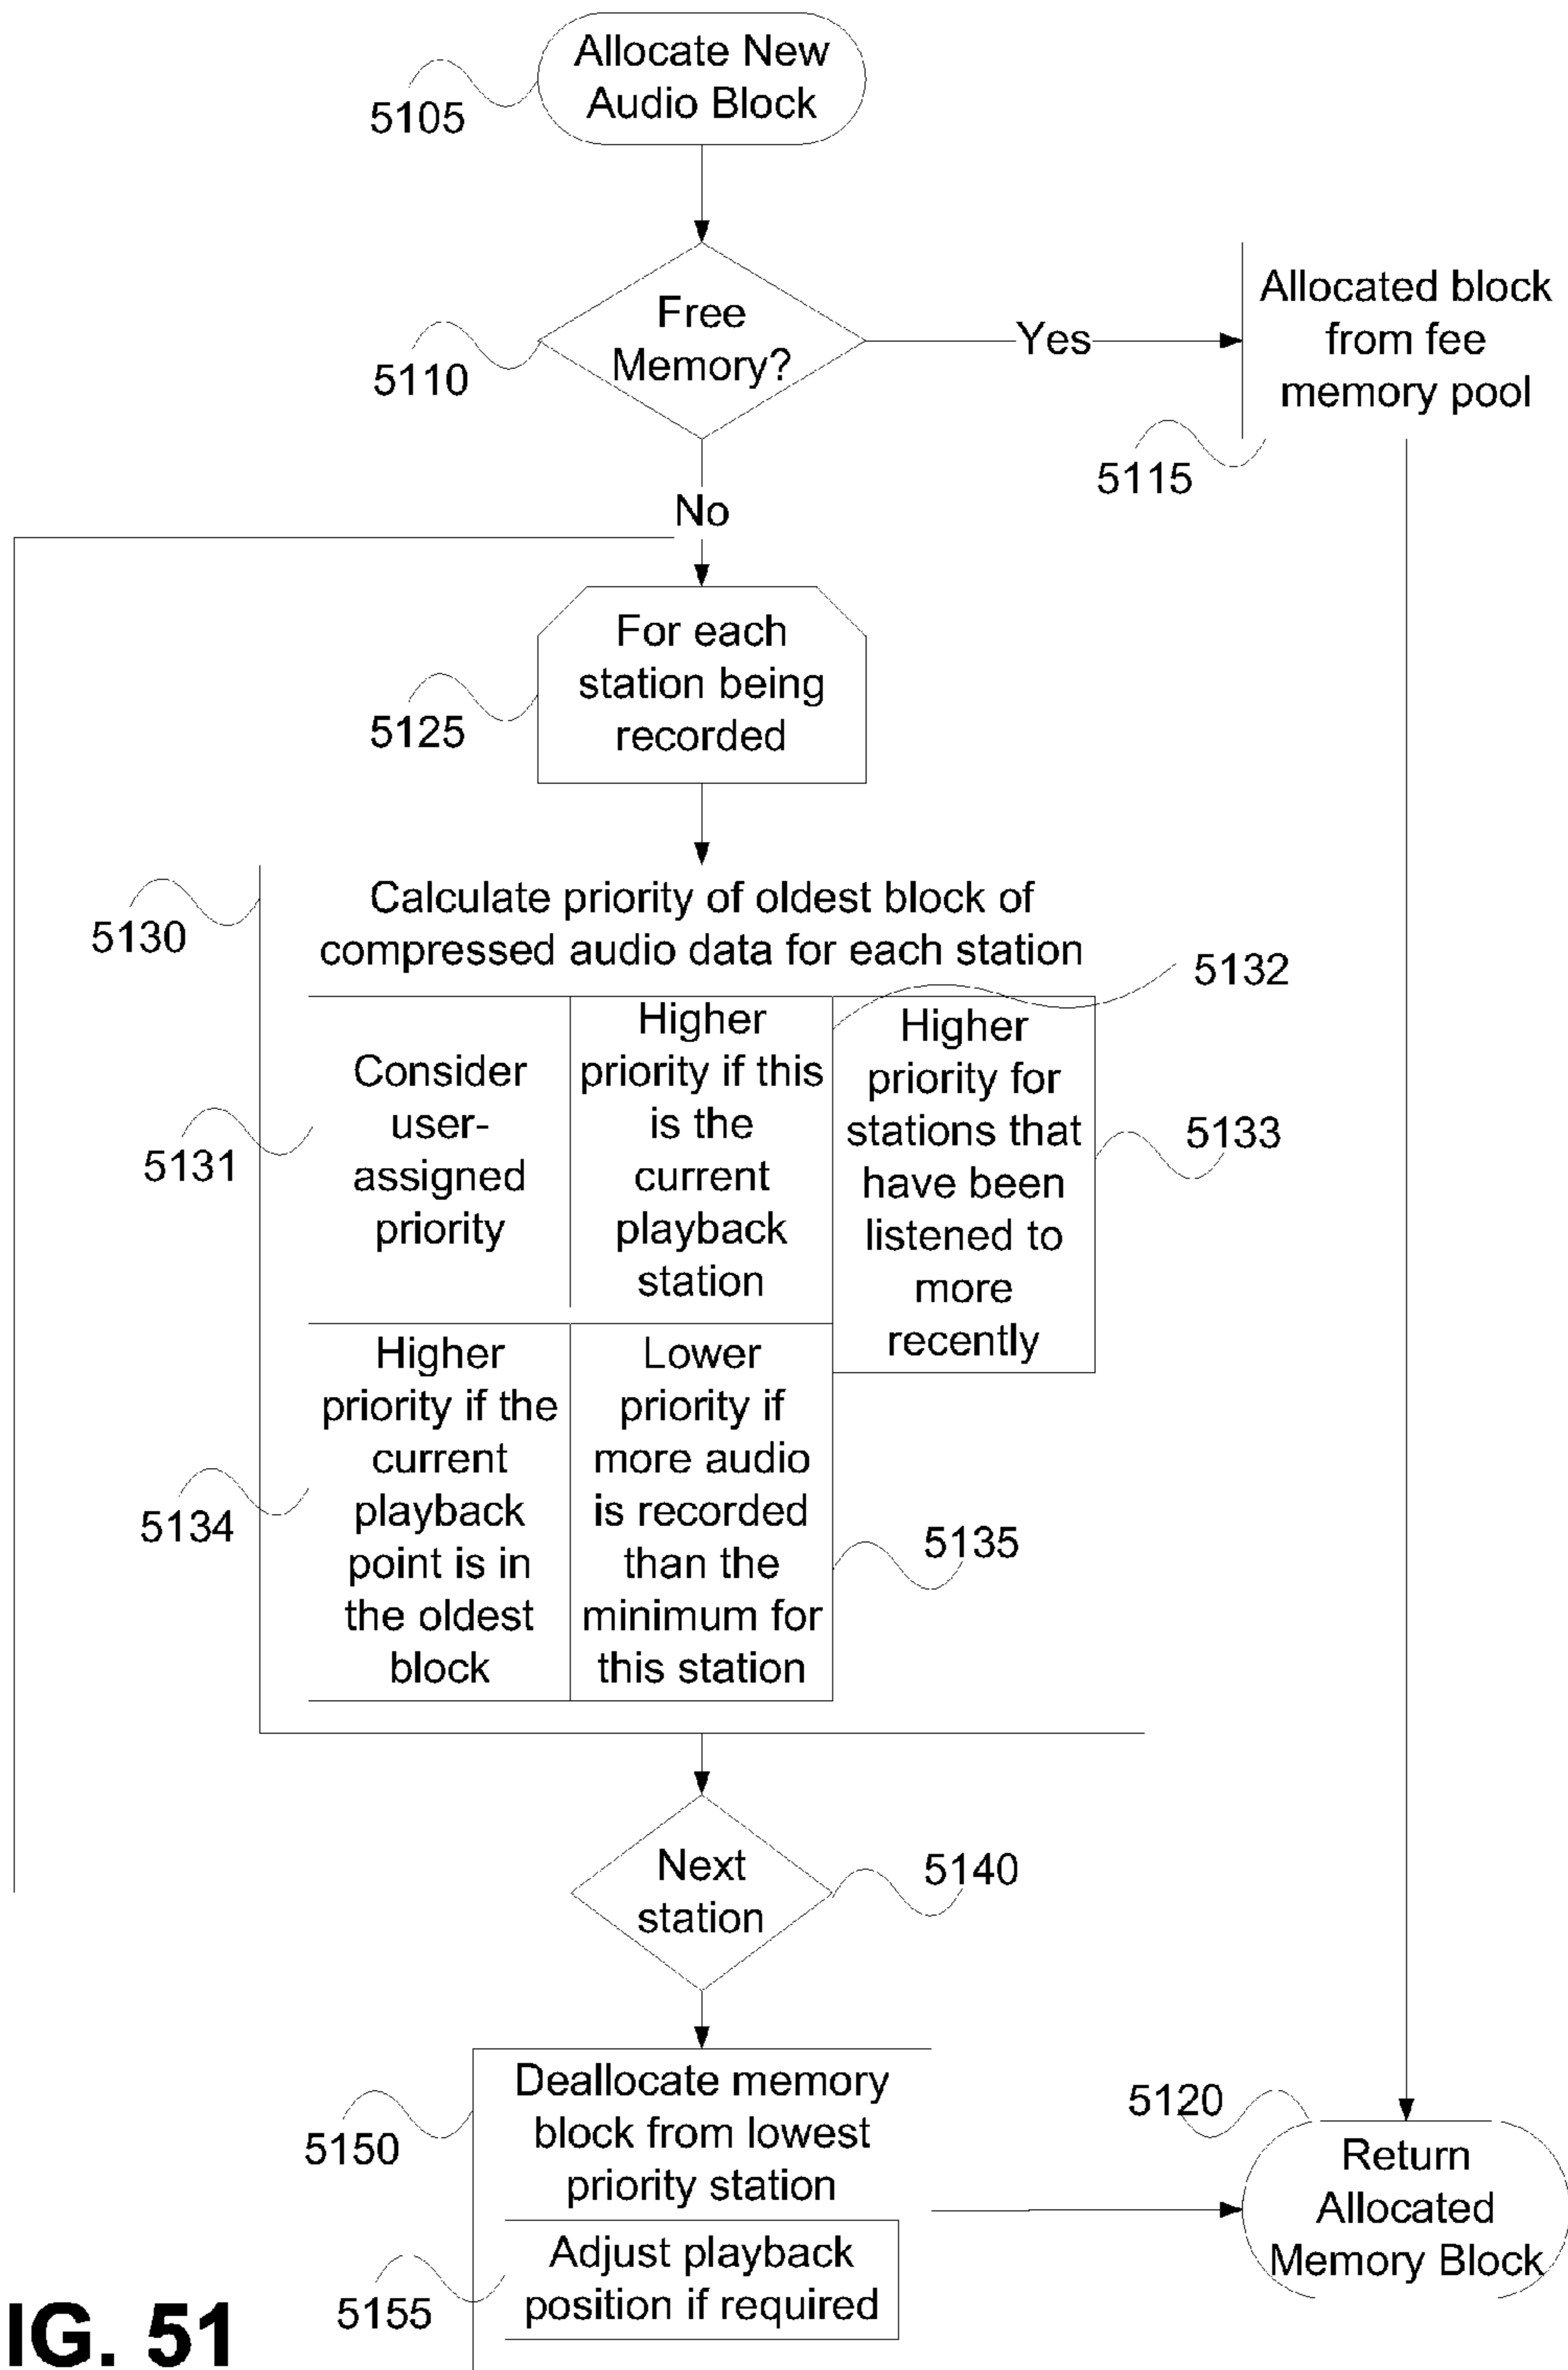 Allocate New
Audio Block
5105
Free
Memory?
5110
Yes
Allocated block
from fee
memory pool
5115
No
For each
station being
recorded
5125
Calculate priority of oldest block of
compressed audio data for each station
5130
5132
Consider
user-
assigned
priority
5131
Higher
priority if this
is the
current
playback
station
Higher
priority for
stations that
have been
listened to
more
recently
5133
Higher
priority if the
current
playback
point is in
the oldest
block
5134
Lower
priority if
more audio
is recorded
than the
minimum for
this station
5135
Next
station
5140
Deallocate memory
block from lowest
priority station
5150
Adjust playback
position if required
5155
5120
Return
Allocated
Memory Block
IG. 51